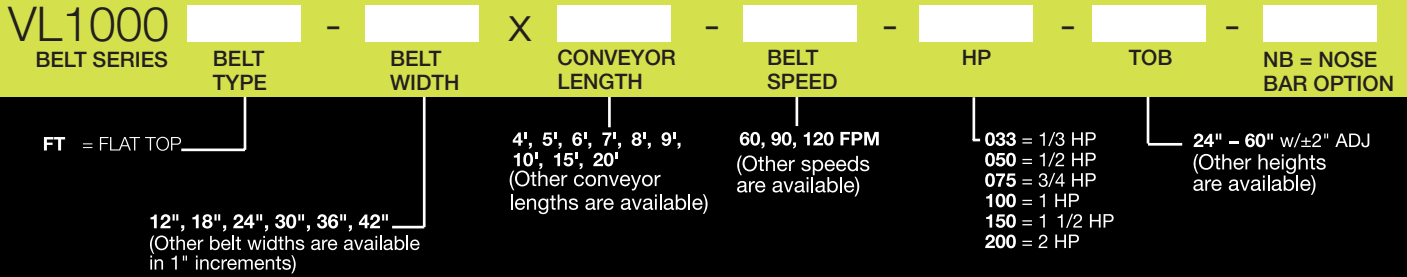 VL1000 - X - - - -
BELT SERIES
BELT
TYPE
BELT
WIDTH
CONVEYOR
LENGTH
BELT
SPEED
HP
TOB
NB = NOSE
BAR OPTION
FT = FLAT TOP
12", 18", 24", 30", 36", 42"
(Other belt widths are available
in 1" increments)
4', 5', 6', 7', 8', 9',
10', 15', 20'
(Other conveyor
lengths are available)
60, 90, 120 FPM
(Other speeds
are available)
033 = 1/3 HP
050 = 1/2 HP
075 = 3/4 HP
100 = 1 HP
150 = 1 1/2 HP
200 = 2 HP
24" – 60" w/±2" ADJ
(Other heights
are available)